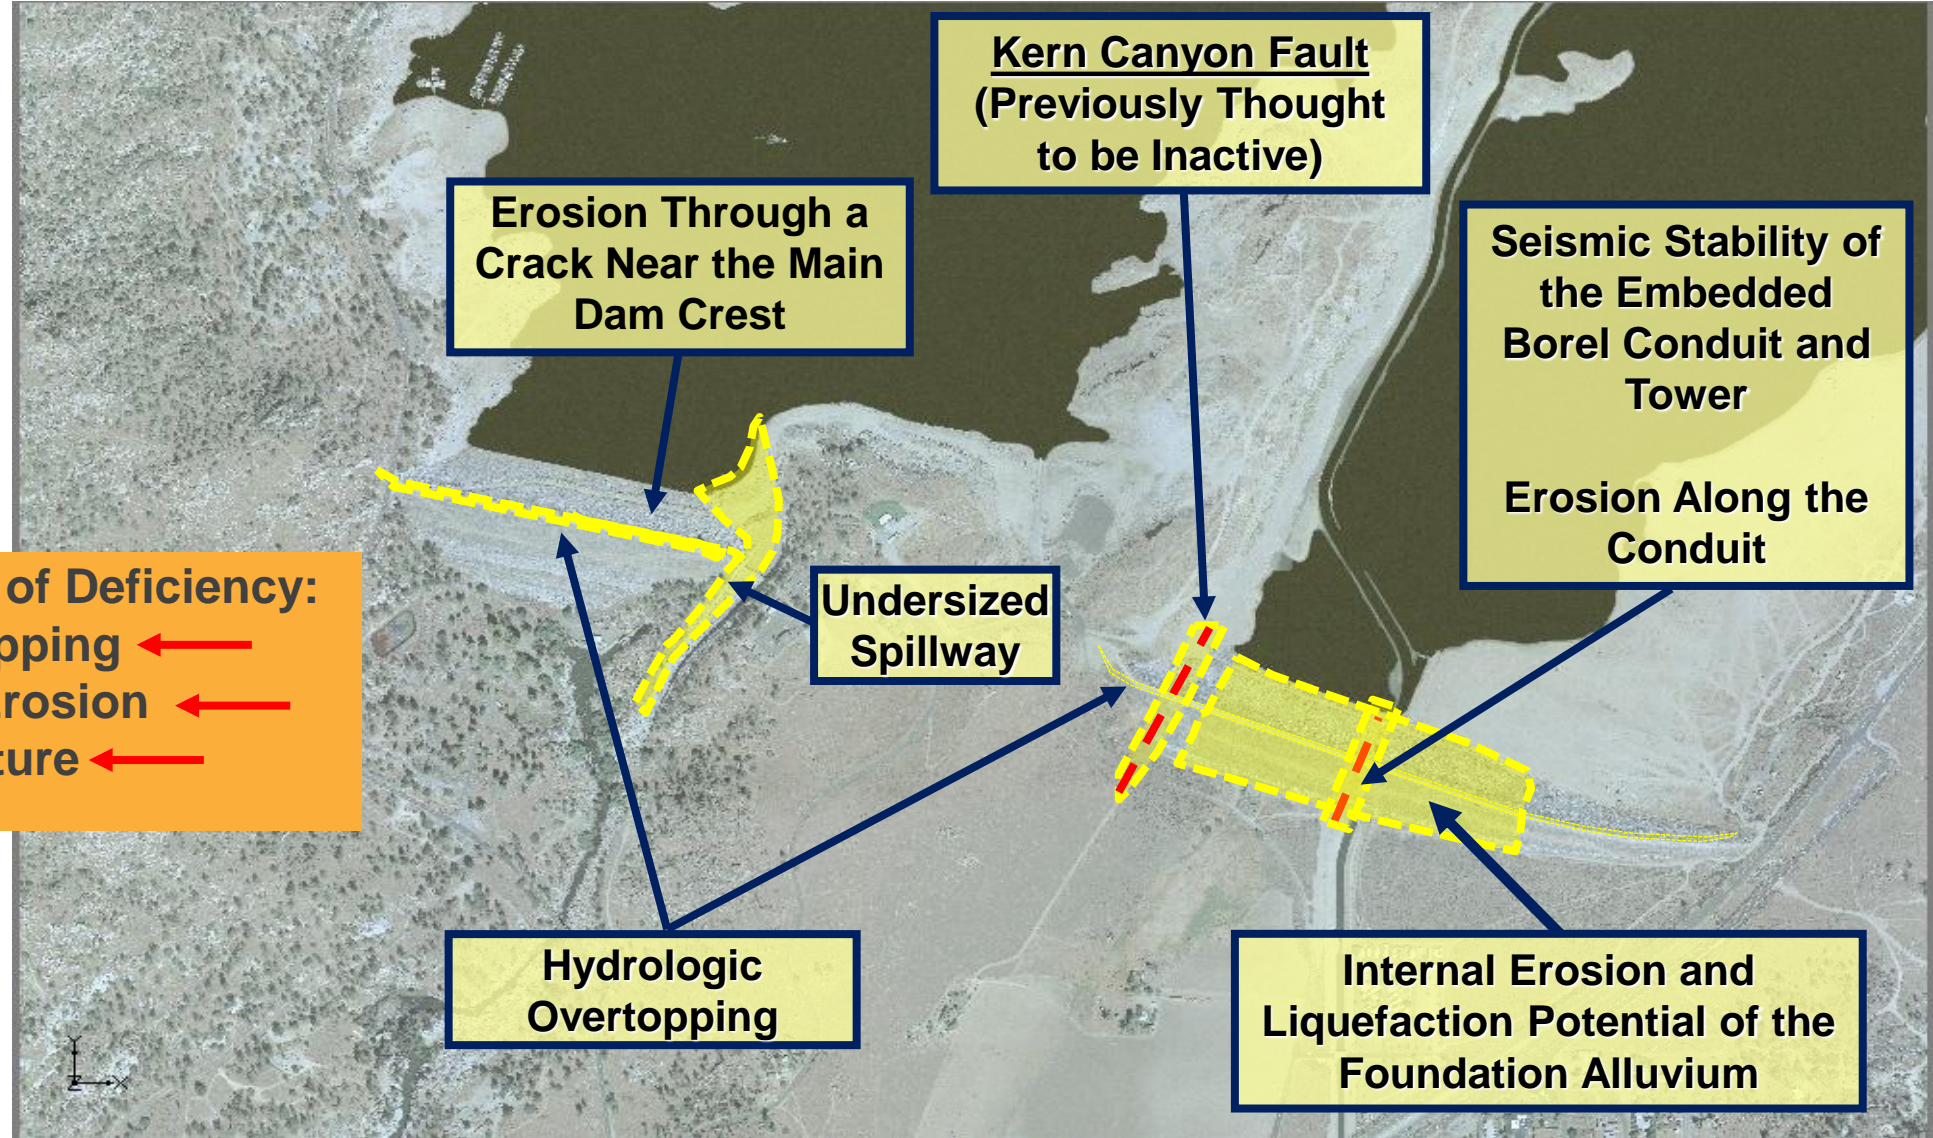 Kern Canyon Fault
(Previously Thought
to be Inactive)
Erosion Through a
Crack Near the Main
Dam Crest
Seismic Stability of
the Embedded
Borel Conduit and
Tower
Erosion Along the
Conduit
of Deficiency:
pping
rosion
ture
Undersized
Spillway
Hydrologic
Overtopping
Internal Erosion and
Liquefaction Potential of the
Foundation Alluvium
Y
Z X